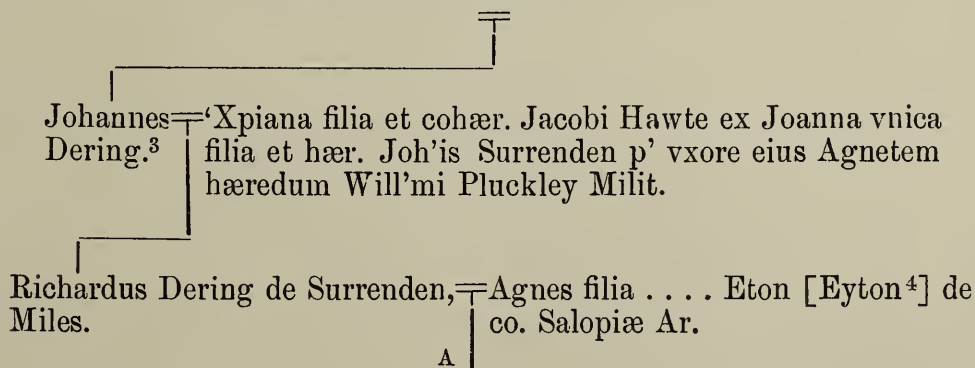 Johannes Dering.³
‘Xpiana filia et cohær. Jacobi Hawte ex Joanna vnica
filia et hær. Joh’is Surrenden p’ vxore eius Agnetem
hæredum Will’mi Pluckley Milit.
Richardus Dering de Surrenden,
Miles.
Agnes filia . . . . Eton [Eyton⁴] de
co. Salopiæ Ar.
A